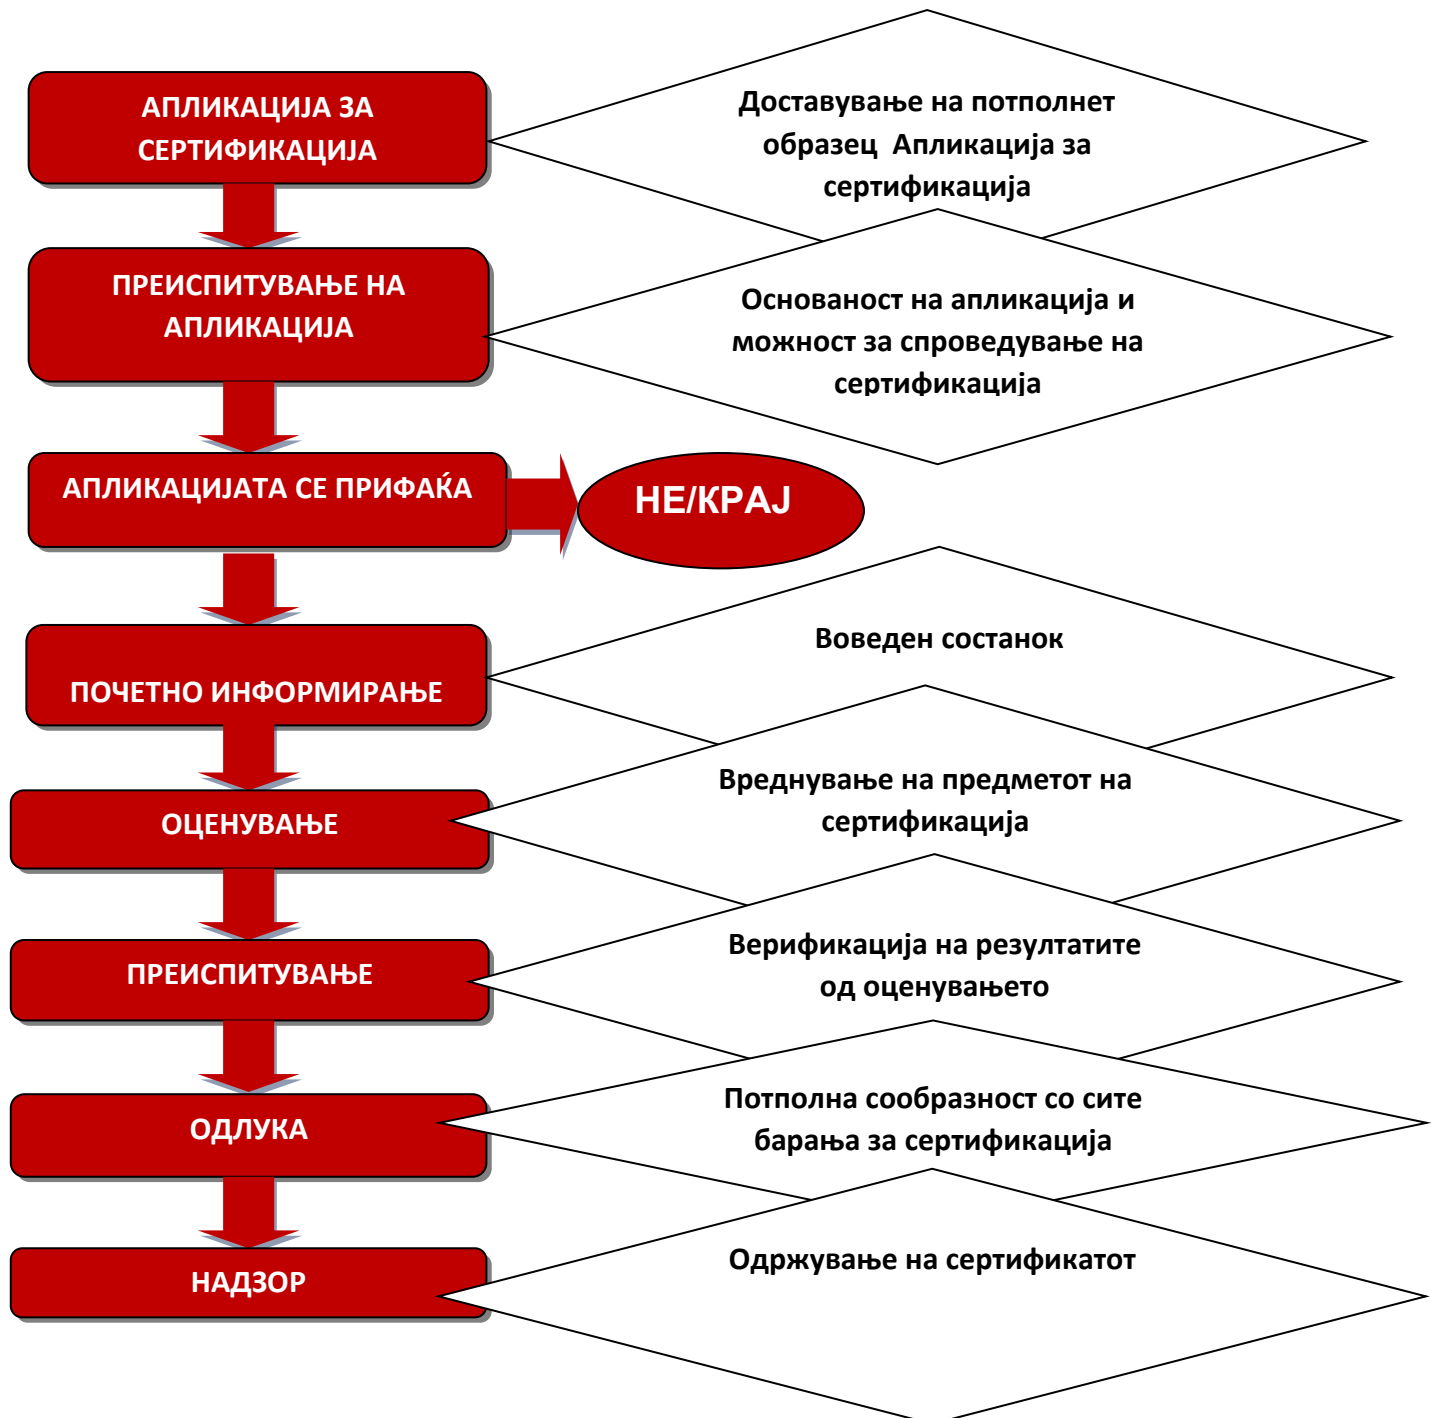 АПЛИКАЦИЈА ЗА
СЕРТИФИКАЦИЈА
Доставување на потполнет
образец Апликација за
сертификација
ПРЕИСПИТУВАЊЕ НА
АПЛИКАЦИЈА
Основаност на апликација и
можност за спроведување на
сертификација
АПЛИКАЦИЈАТА СЕ ПРИФАЌА
НЕ/КРАЈ
ПОЧЕТНО ИНФОРМИРАЊЕ
Воведен состанок
ОЦЕНУВАЊЕ
Вреднување на предметот на
сертификација
ПРЕИСПИТУВАЊЕ
Верификација на резултатите
од оценувањето
ОДЛУКА
Потполна сообразност со сите
барања за сертификација
НАДЗОР
Одржување на сертификатот